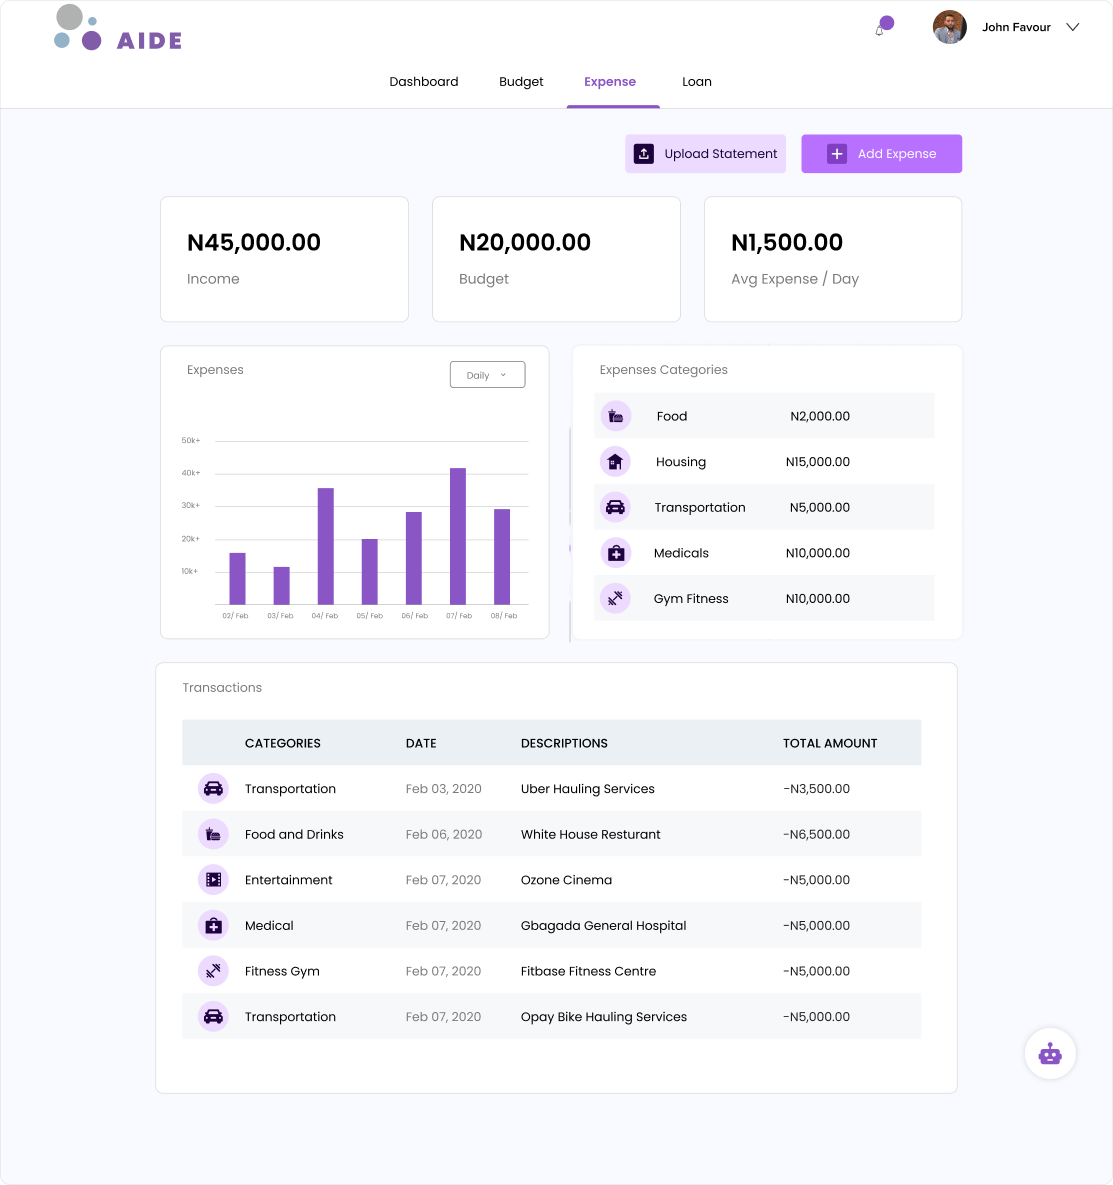 AIDE
John Favour
Dashboard Budget Expense Loan
Upload Statement Add Expense
N45,000.00 N20,000.00 N1,500.00
Income Budget Avg Expense / Day
Expenses
Daily
50k+
40k+
30k+
20k+
10k+
02/ Feb 03/ Feb 04/ Feb 05/ Feb 06/ Feb 07/ Feb 08/ Feb
Expenses Categories
Food N2,000.00
Housing N15,000.00
Transportation N5,000.00
Medicals N10,000.00
Gym Fitness N10,000.00
Transactions
CATEGORIES DATE DESCRIPTIONS TOTAL AMOUNT
Transportation Feb 03, 2020 Uber Hauling Services -N3,500.00
Food and Drinks Feb 06, 2020 White House Resturant -N6,500.00
Entertainment Feb 07, 2020 Ozone Cinema -N5,000.00
Medical Feb 07, 2020 Gbagada General Hospital -N5,000.00
Fitness Gym Feb 07, 2020 Fitbase Fitness Centre -N5,000.00
Transportation Feb 07, 2020 Opay Bike Hauling Services -N5,000.00